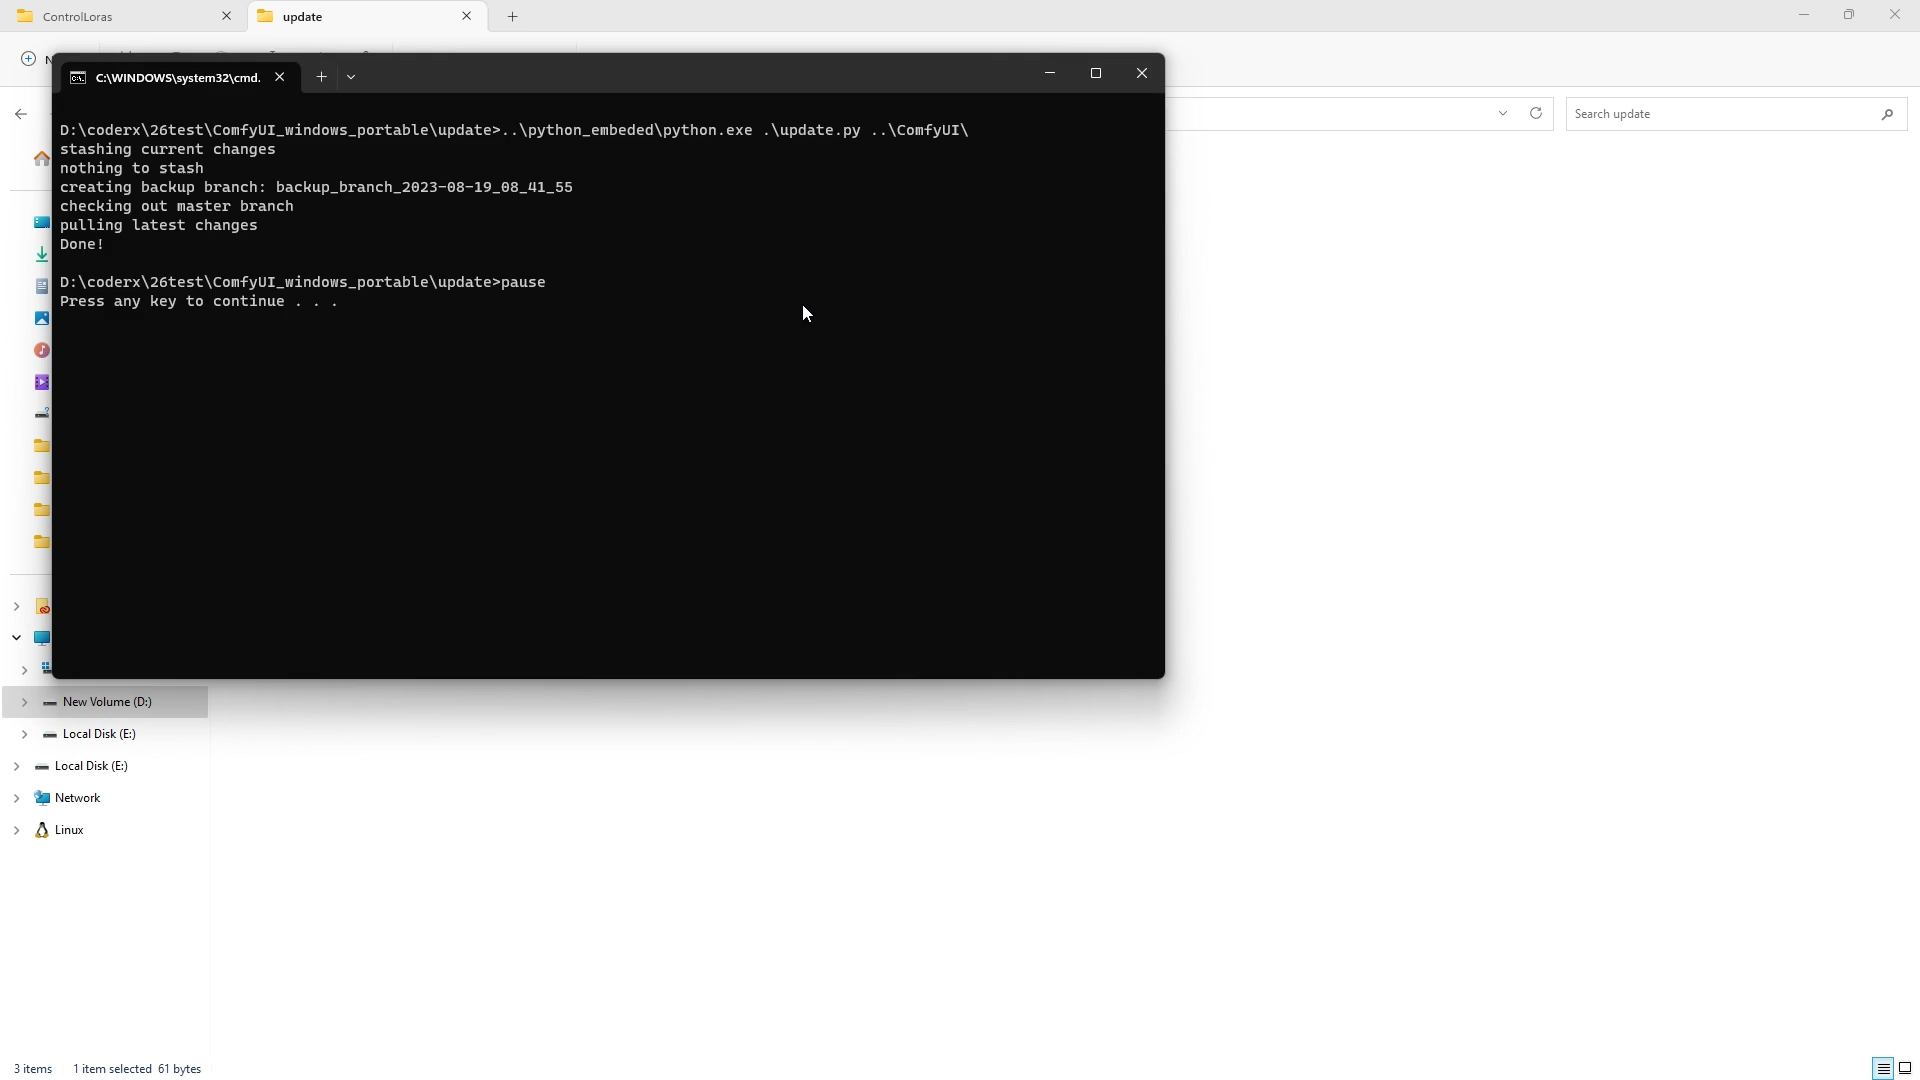 ControlLoras
update
C:\WINDOWS\system32\cmd.
Search update
D:\coderx\26test\ComfyUI_windows_portable\update>..\python_embeded\python.exe .\update.py ..\ComfyUI\
stashing current changes
nothing to stash
creating backup branch: backup_branch_2023-08-19_08_41_55
checking out master branch
pulling latest changes
Done!
D:\coderx\26test\ComfyUI_windows_portable\update>pause
Press any key to continue . . .
New Volume (D:)
Local Disk (E:)
Local Disk (E:)
Network
Linux
3 items 1 item selected 61 bytes